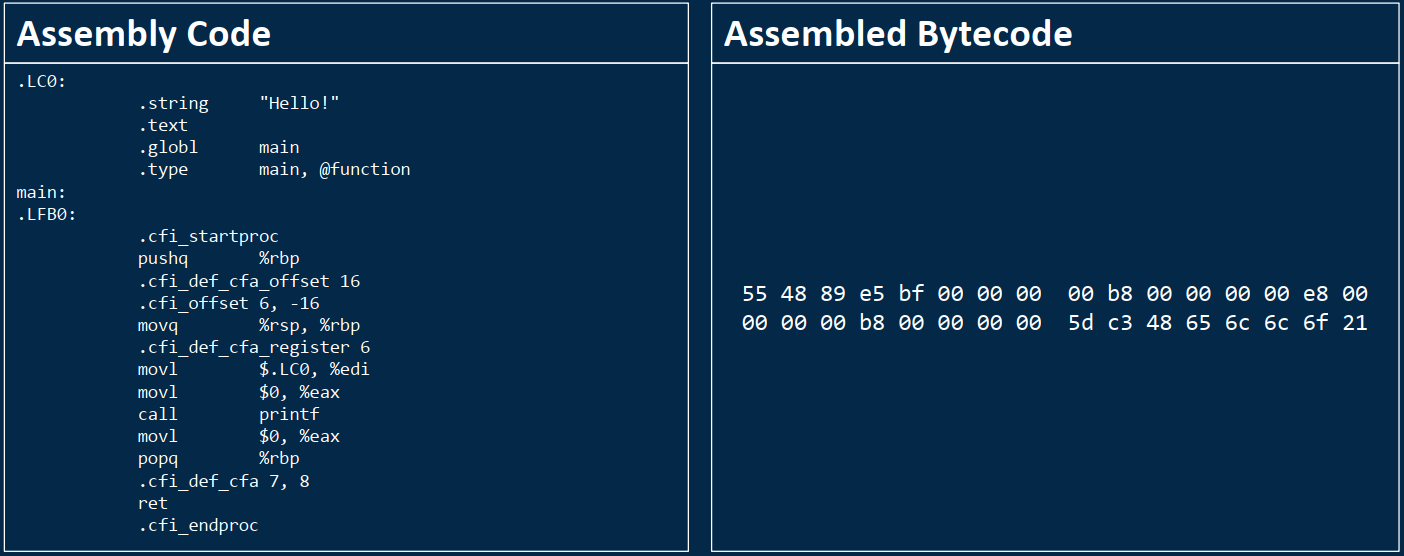 Assembly Code
.LC0:
.string "Hello!"
.text
.globl main
.type main, @function
main:
.LFB0:
.cfi_startproc
pushq %rbp
.cfi_def_cfa_offset 16
.cfi_offset 6, -16
movq %rsp, %rbp
.cfi_def_cfa_register 6
movl $.LC0, %edi
movl $0, %eax
call printf
movl $0, %eax
popq %rbp
.cfi_def_cfa 7, 8
ret
.cfi_endproc
Assembled Bytecode
55 48 89 e5 bf 00 00 00 00 b8 00 00 00 00 e8 00
00 00 00 b8 00 00 00 00 5d c3 48 65 6c 6c 6f 21